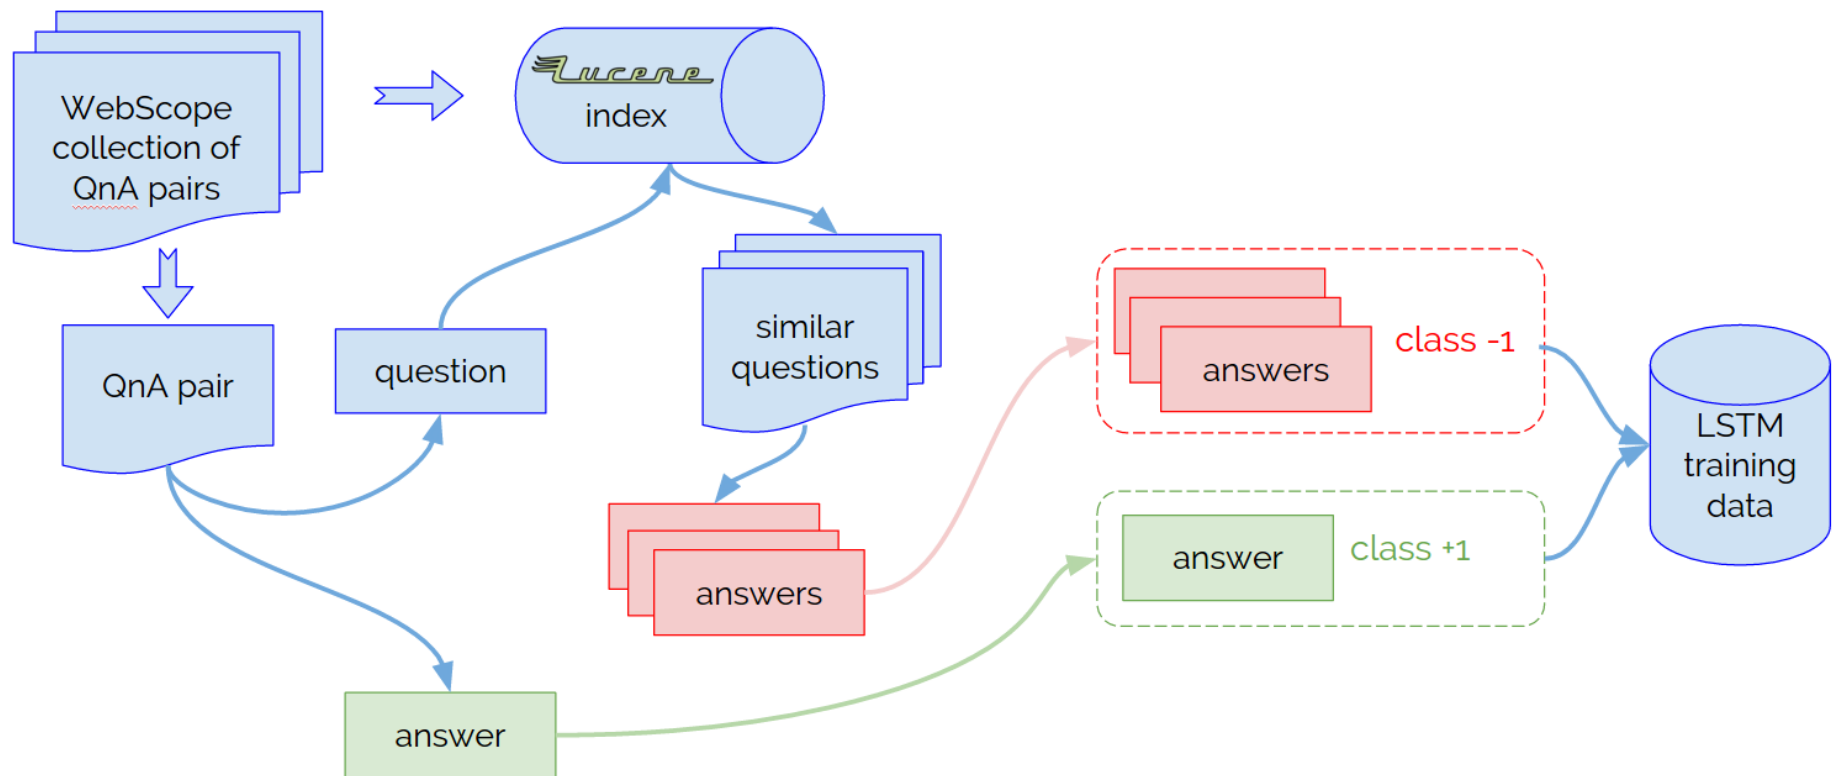 WebScope
collection of
QnA pairs
Lucene
index
QnA pair
question
similar
questions
answers
answer
answers
class -1
answer
class +1
LSTM
training
data